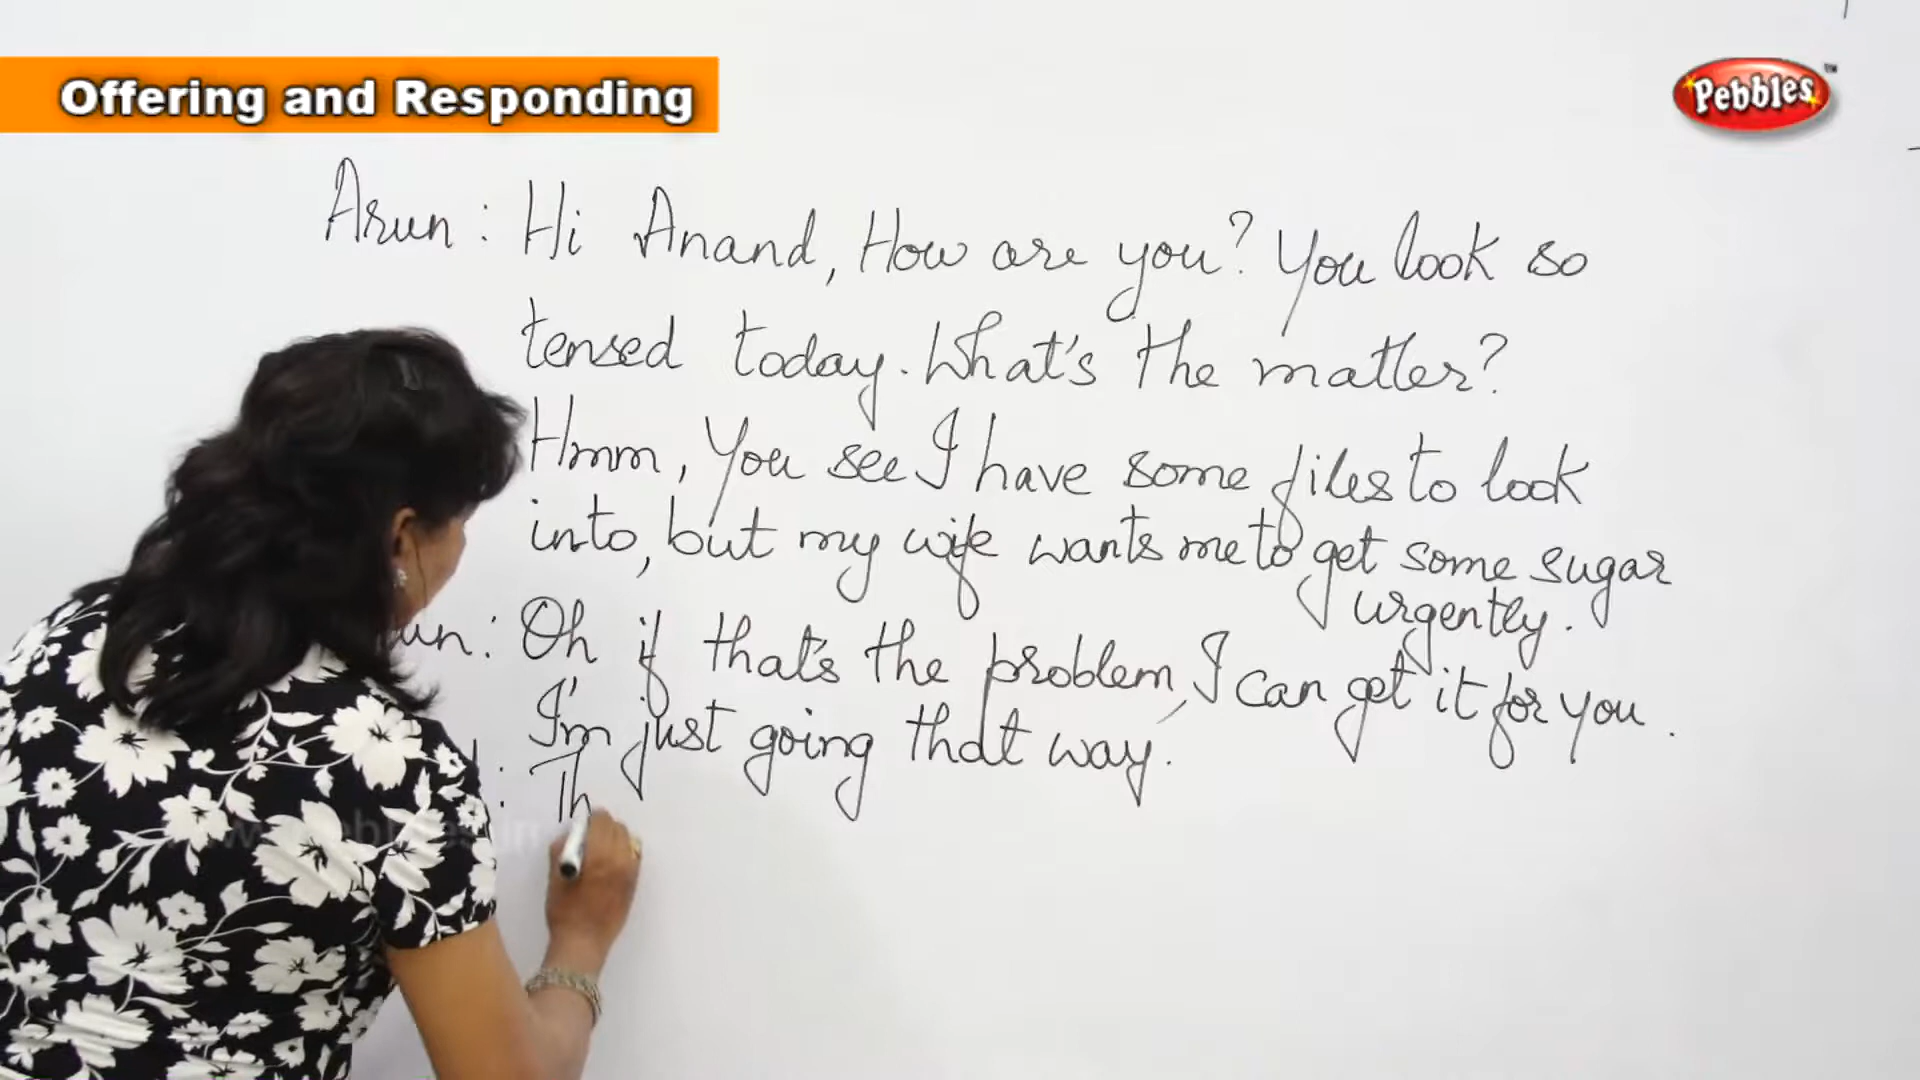 Offering and Responding
Pebbles™
Arun : Hi Anand, How are you? You look so
tensed today. What's the matter?
Hmm, You see I have some files to look
into, but my wife wants me to get some sugar
urgently.
un : Oh if that's the problem, I can get it for you.
I'm just going that way.
: Th